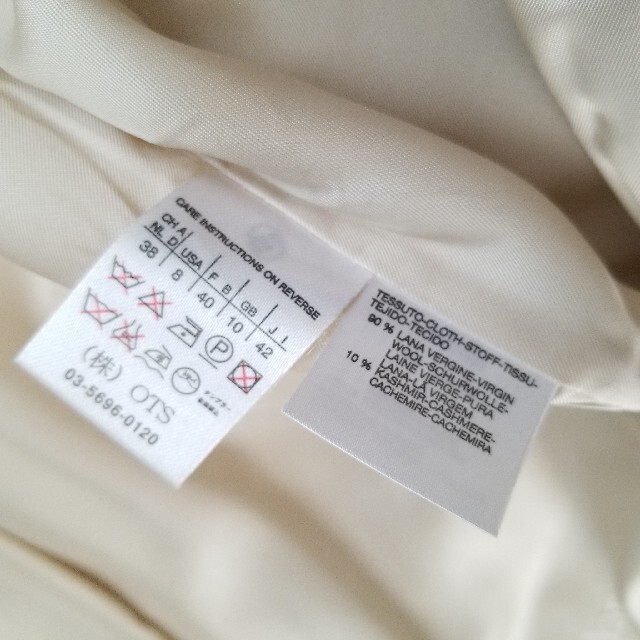 CARE INSTRUCTIONS ON REVERSE
CH A
NL D USA F B GB J I
38 8 40 10 42
P
(株) OTS
03-5696-0120
TESSUTO-CLOTH-STOFF-TISSU-
TEJIDO-TECIDO
90 % LANA VERGINE-VIRGIN
WOOL-SCHURWOLLE-
LAINE VIERGE-PURA
LANA VIRGEM
10 % KASHMIR-CASHMERE-
CACHEMIRE-CACHEMIRA